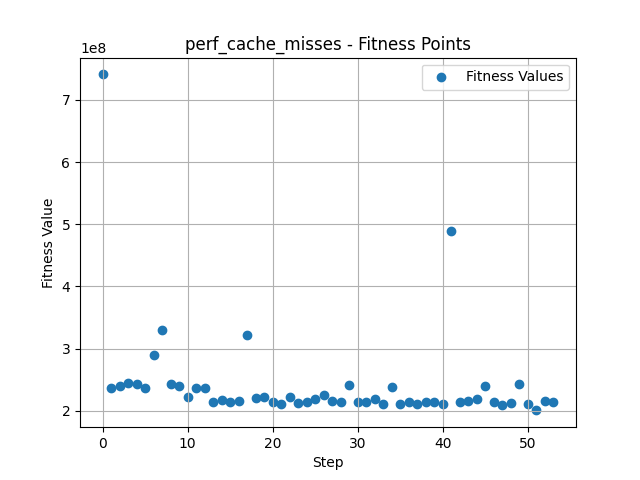 perf_cache_misses - Fitness Points
1e8
Fitness Values
7
6
5
4
3
2
Fitness Value
0
10
20
30
40
50
Step